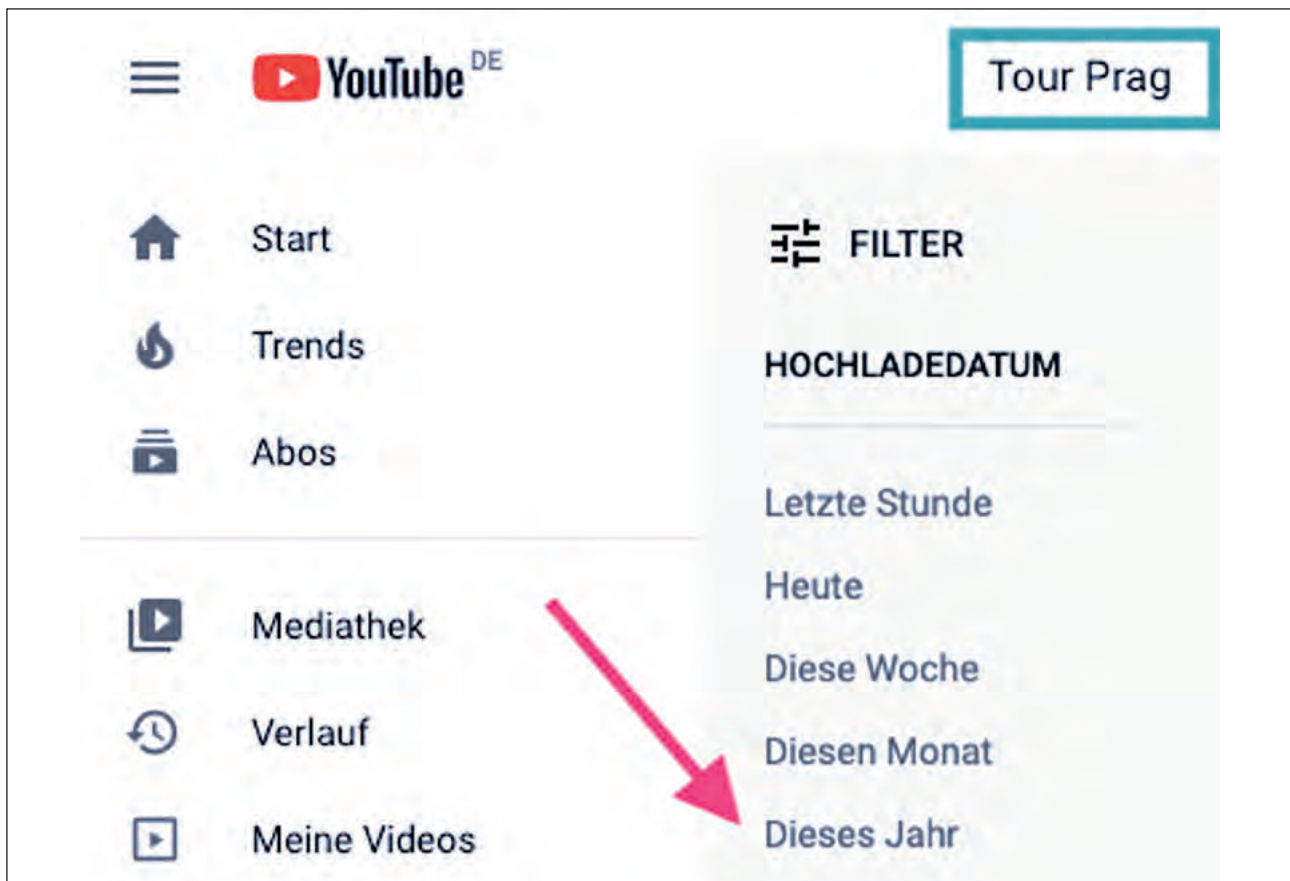 YouTube DE
Tour Prag
Start
Trends
Abos
Mediathek
Verlauf
Meine Videos
FILTER
HOCHLADEDATUM
Letzte Stunde
Heute
Diese Woche
Diesen Monat
Dieses Jahr